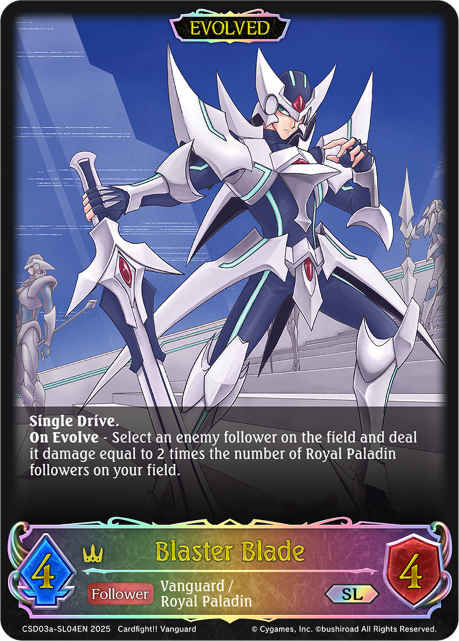 EVOLVED
Single Drive.
On Evolve - Select an enemy follower on the field and deal
it damage equal to 2 times the number of Royal Paladin
followers on your field.
Blaster Blade
4
4
Follower
Vanguard /
Royal Paladin
SL
CSD03a-SL04EN 2025 Cardfight!! Vanguard © Cygames, Inc. ©bushiroad All Rights Reserved.